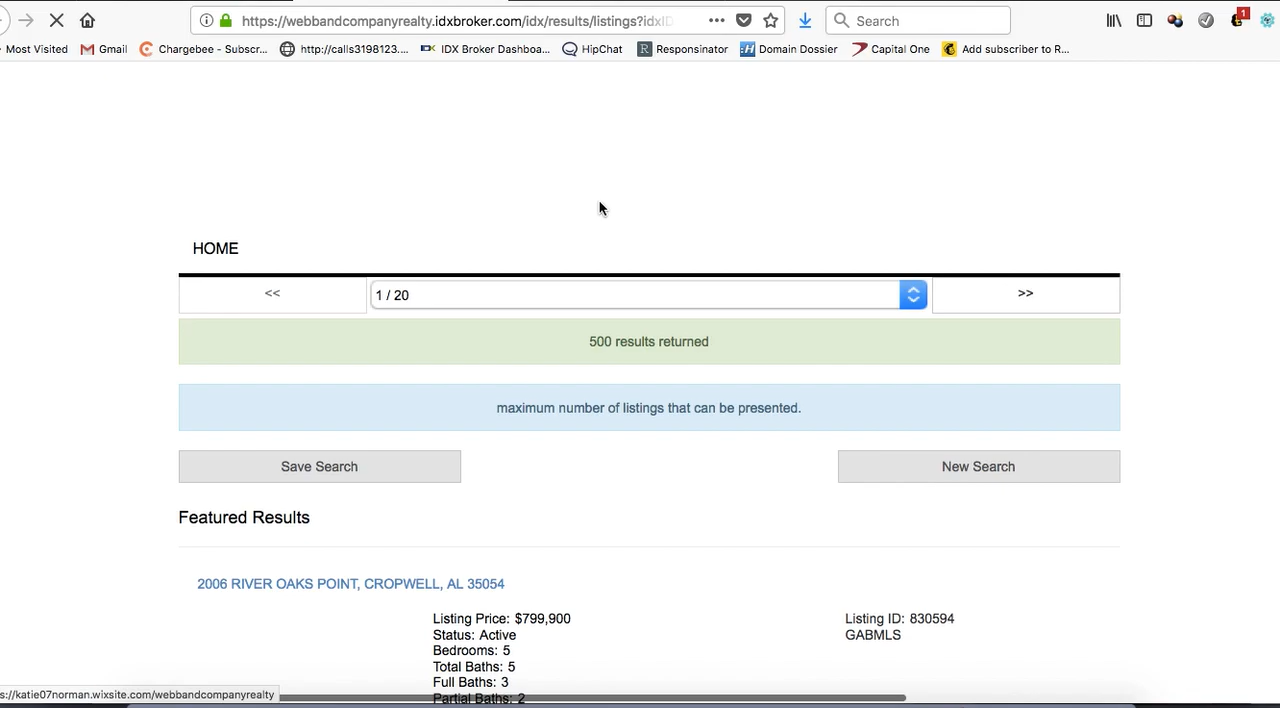 https://webbandcompanyrealty.idxbroker.com/idx/results/listings?idxID
Search
1
Most Visited
Gmail
Chargebee - Subscr...
http://calls3198123....
IDX Broker Dashboa...
HipChat
Responsinator
Domain Dossier
Capital One
Add subscriber to R...
HOME
<<
1 / 20
>>
500 results returned
maximum number of listings that can be presented.
Save Search
New Search
Featured Results
2006 RIVER OAKS POINT, CROPWELL, AL 35054
Listing Price: $799,900
Listing ID: 830594
Status: Active
GABMLS
Bedrooms: 5
Total Baths: 5
Full Baths: 3
Partial Baths: 2
s://katie07norman.wixsite.com/webbandcompanyrealty